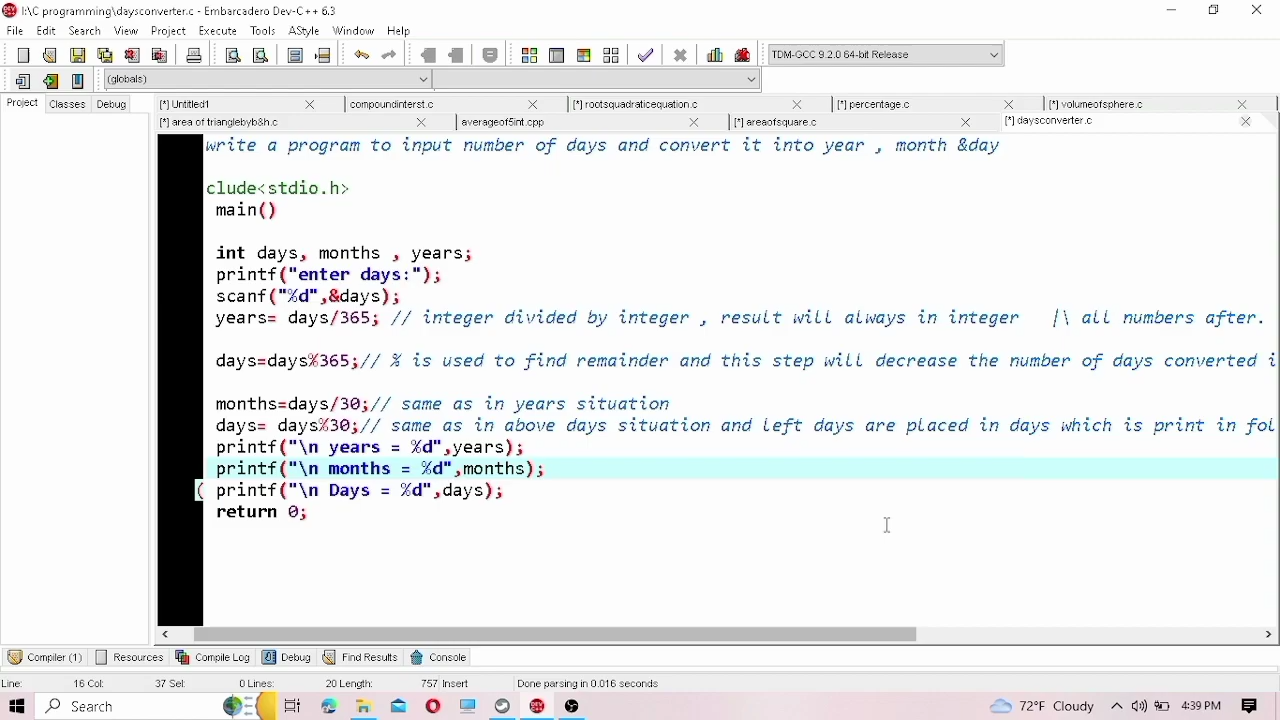 I:\C programming\daysconverter.c - Embarcadero Dev-C++ 6.3
File Edit Search View Project Execute Tools AStyle Window Help
TDM-GCC 9.2.0 64-bit Release
(globals)
Project Classes Debug
[*] Untitled1 compoundinterst.c [*] rootsquadraticequation.c [*] percentage.c [*] volumeofsphere.c
[*] area of trianglebyb&h.c averageof5int.cpp [*] areaofsquare.c [*] daysconverter.c
write a program to input number of days and convert it into year , month &day
clude<stdio.h>
main()
int days, months , years;
printf("enter days:");
scanf("%d",&days);
years= days/365; // integer divided by integer , result will always in integer |\ all numbers after.
days=days%365;// % is used to find remainder and this step will decrease the number of days converted i
months=days/30;// same as in years situation
days= days%30;// same as in above days situation and left days are placed in days which is print in fol
printf("\n years = %d",years);
printf("\n months = %d",months);
( printf("\n Days = %d",days);
return 0;
Compiler (1) Resources Compile Log Debug Find Results Console
Line: 16 Col: 37 Sel: 0 Lines: 20 Length: 757 Insert Done parsing in 0.016 seconds
Search 72°F Cloudy 4:39 PM